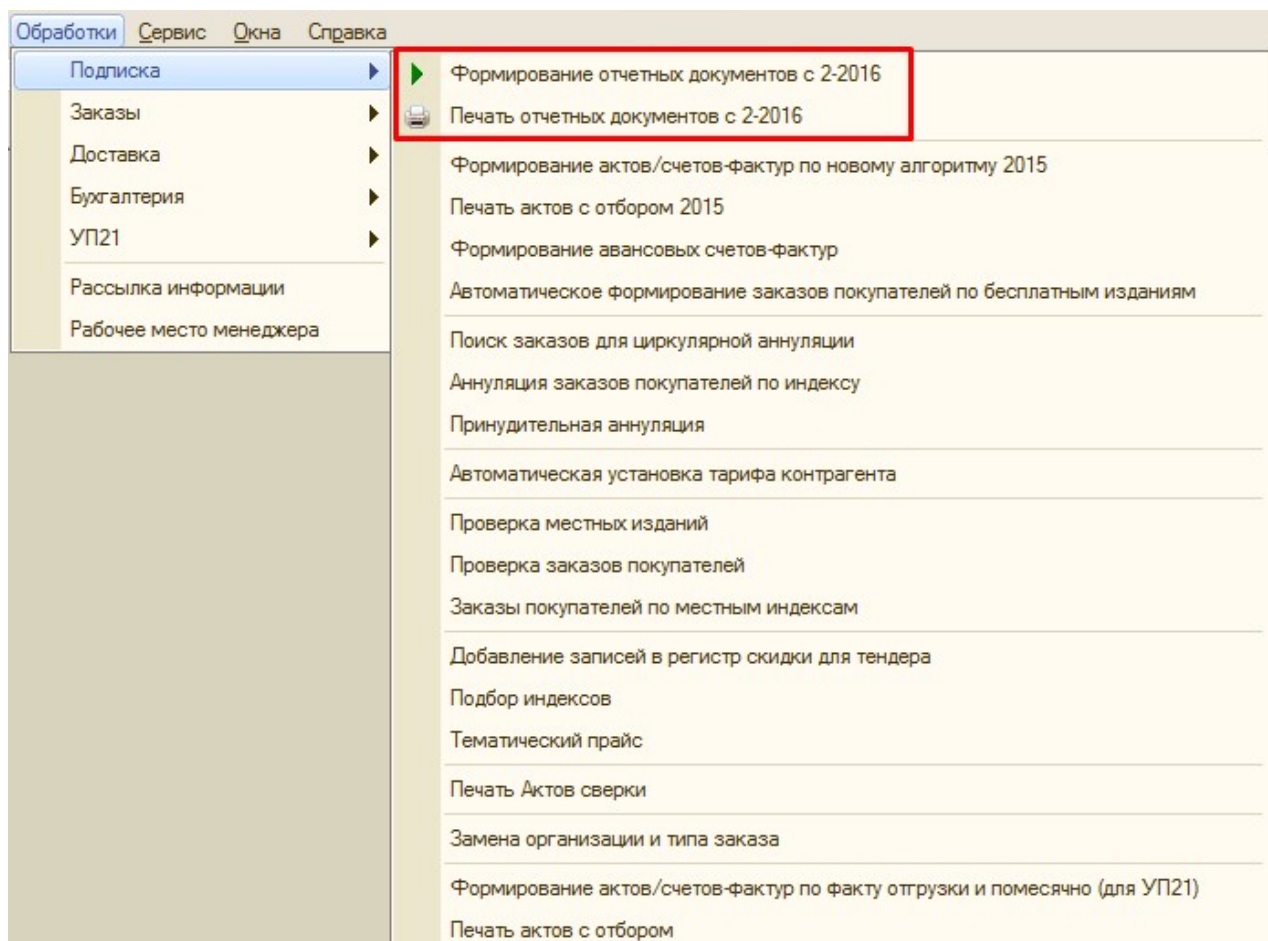 Обработки Сервис Окна Справка
Подписка
Заказы
Доставка
Бухгалтерия
УП21
Рассылка информации
Рабочее место менеджера
Формирование отчетных документов с 2-2016
Печать отчетных документов с 2-2016
Формирование актов/счетов-фактур по новому алгоритму 2015
Печать актов с отбором 2015
Формирование авансовых счетов-фактур
Автоматическое формирование заказов покупателей по бесплатным изданиям
Поиск заказов для циркулярной аннуляции
Аннуляция заказов покупателей по индексу
Принудительная аннуляция
Автоматическая установка тарифа контрагента
Проверка местных изданий
Проверка заказов покупателей
Заказы покупателей по местным индексам
Добавление записей в регистр скидки для тендера
Подбор индексов
Тематический прайс
Печать Актов сверки
Замена организации и типа заказа
Формирование актов/счетов-фактур по факту отгрузки и помесячно (для УП21)
Печать актов с отбором